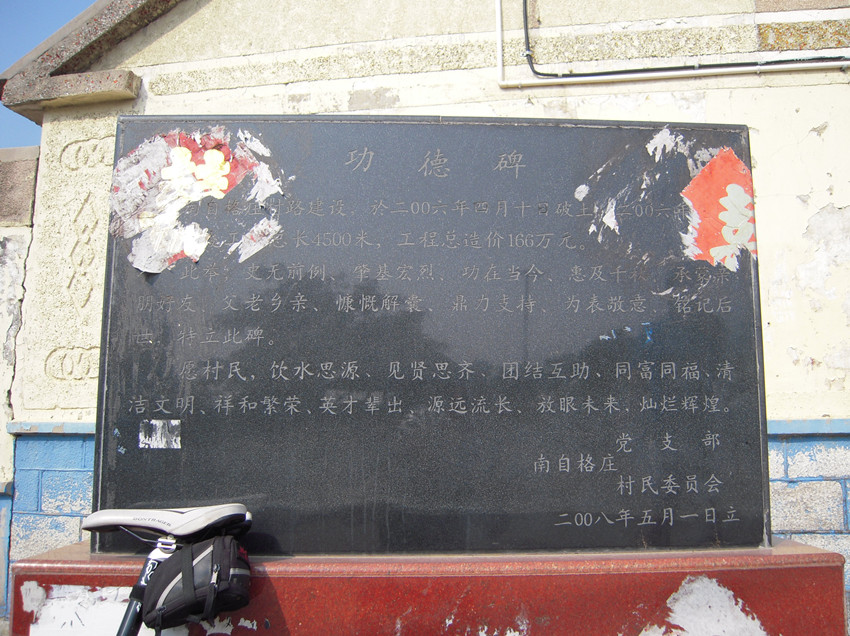 功德碑
自格庄村路建设，於二00六年四月十日破土，二00六年
工，总长4500米，工程总造价166万元。
此举，史无前例、肇基宏烈、功在当今、惠及千秋、承蒙亲
朋好友、父老乡亲、慷慨解囊、鼎力支持、为表敬意、铭记后
世，特立此碑。
愿村民，饮水思源、见贤思齐、团结互助、同富同福、清
洁文明、祥和繁荣、英才辈出、源远流长、放眼未来，灿烂辉煌。
党支部
南自格庄
村民委员会
二00八年五月一日立